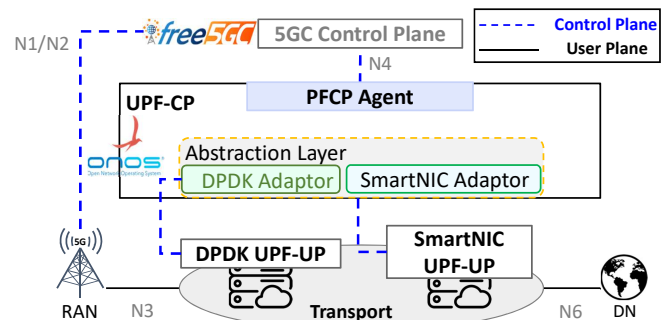 Control Plane
User Plane
N1/N2
free5GC
5GC Control Plane
N4
UPF-CP
PFCP Agent
onos
Open Network Operating System
Abstraction Layer
DPDK Adaptor
SmartNIC Adaptor
((5G))
DPDK UPF-UP
SmartNIC
UPF-UP
RAN
N3
Transport
N6
DN